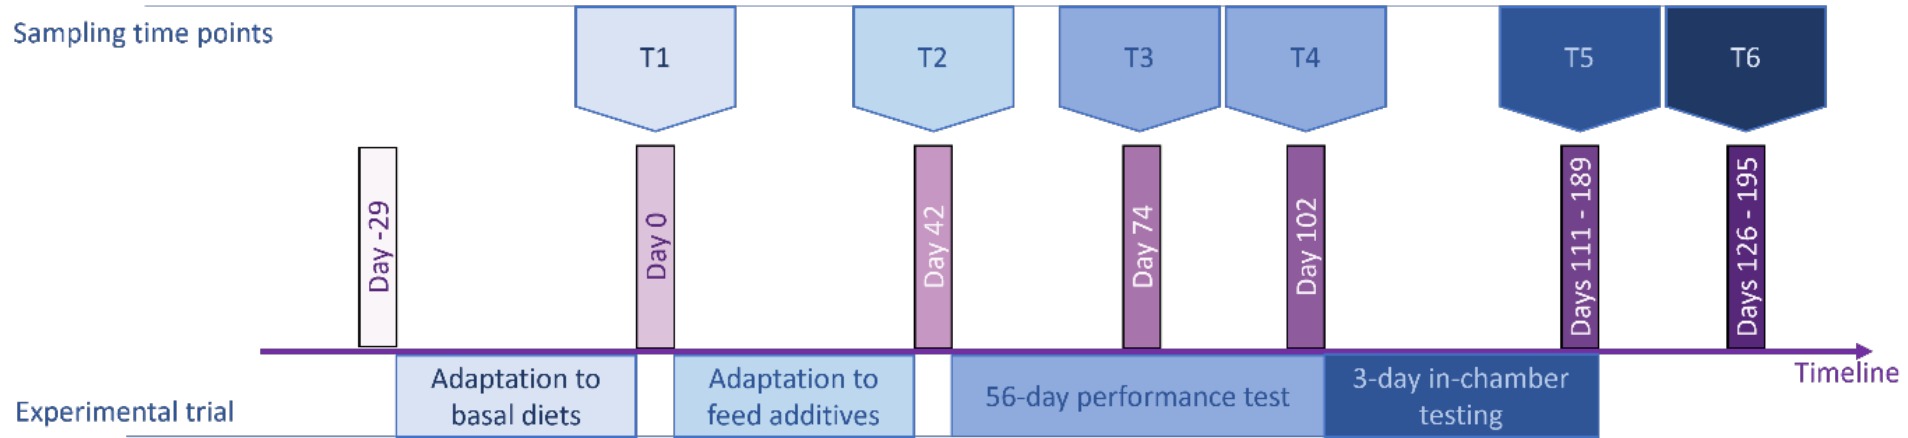 Sampling time points
T1
T2
T3
T4
T5
T6
Day -29
Day 0
Day 42
Day 74
Day 102
Days 111 - 189
Days 126 - 195
Timeline
Experimental trial
Adaptation to
basal diets
Adaptation to
feed additives
56-day performance test
3-day in-chamber
testing